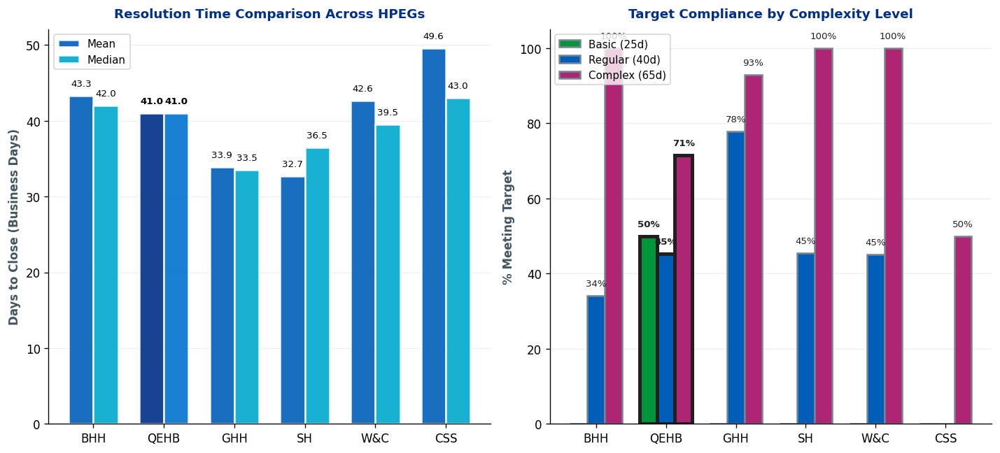 Resolution Time Comparison Across HPEGs
Mean
Median
Days to Close (Business Days)
50
40
30
20
10
0
43.3
42.0
41.0
41.0
33.9
33.5
32.7
36.5
42.6
39.5
49.6
43.0
BHH
QEHB
GHH
SH
W&C
CSS
Target Compliance by Complexity Level
Basic (25d)
Regular (40d)
Complex (65d)
% Meeting Target
100
80
60
40
20
0
34%
100%
50%
45%
71%
78%
93%
45%
100%
45%
100%
50%
BHH
QEHB
GHH
SH
W&C
CSS